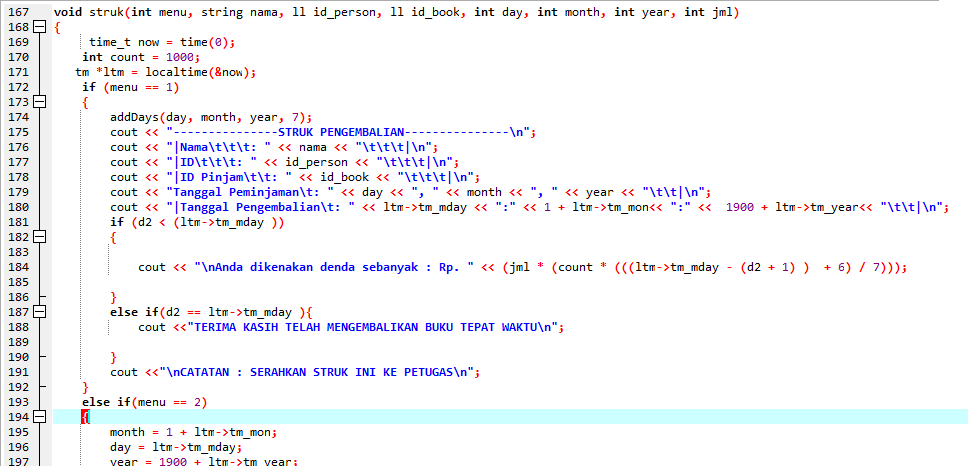 167 void struk(int menu, string nama, ll id_person, ll id_book, int day, int month, int year, int jml)
168 {
169 time_t now = time(0);
170 int count = 1000;
171 tm *ltm = localtime(&now);
172 if (menu == 1)
173 {
174 addDays(day, month, year, 7);
175 cout << "---------------STRUK PENGEMBALIAN---------------\n";
176 cout << "|Nama\t\t\t: " << nama << "\t\t\t|\n";
177 cout << "|ID\t\t\t: " << id_person << "\t\t\t|\n";
178 cout << "|ID Pinjam\t\t: " << id_book << "\t\t\t|\n";
179 cout << "Tanggal Peminjaman\t: " << day << ", " << month << ", " << year << "\t\t|\n";
180 cout << "|Tanggal Pengembalian\t: " << ltm->tm_mday << ":" << 1 + ltm->tm_mon<< ":" <<  1900 + ltm->tm_year<< "\t\t|\n";
181 if (d2 < (ltm->tm_mday ))
182 {
183
184 cout << "\nAnda dikenakan denda sebanyak : Rp. " << (jml * (count * (((ltm->tm_mday - (d2 + 1) )  + 6) / 7)));
185
186 }
187 else if(d2 == ltm->tm_mday ){
188 cout <<"TERIMA KASIH TELAH MENGEMBALIKAN BUKU TEPAT WAKTU\n";
189
190 }
191 cout <<"\nCATATAN : SERAHKAN STRUK INI KE PETUGAS\n";
192 }
193 else if(menu == 2)
194 {
195 month = 1 + ltm->tm_mon;
196 day = ltm->tm_mday;
197 year = 1900 + ltm->tm_year;